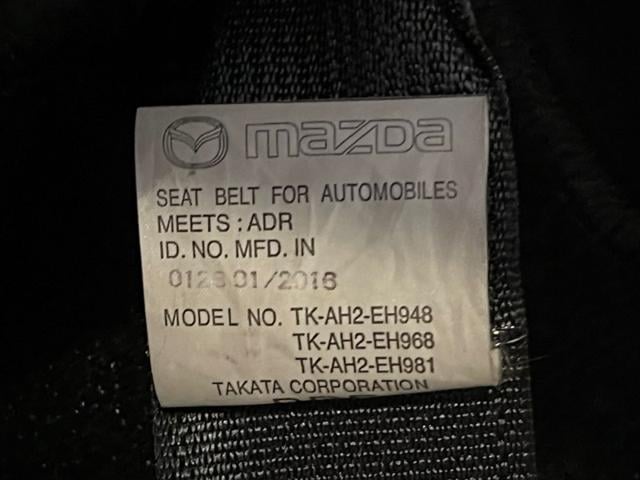 mazda
SEAT BELT FOR AUTOMOBILES
MEETS : ADR
ID. NO. MFD. IN
0128 01/2016
MODEL NO. TK-AH2-EH948
TK-AH2-EH968
TK-AH2-EH981
TAKATA CORPORATION